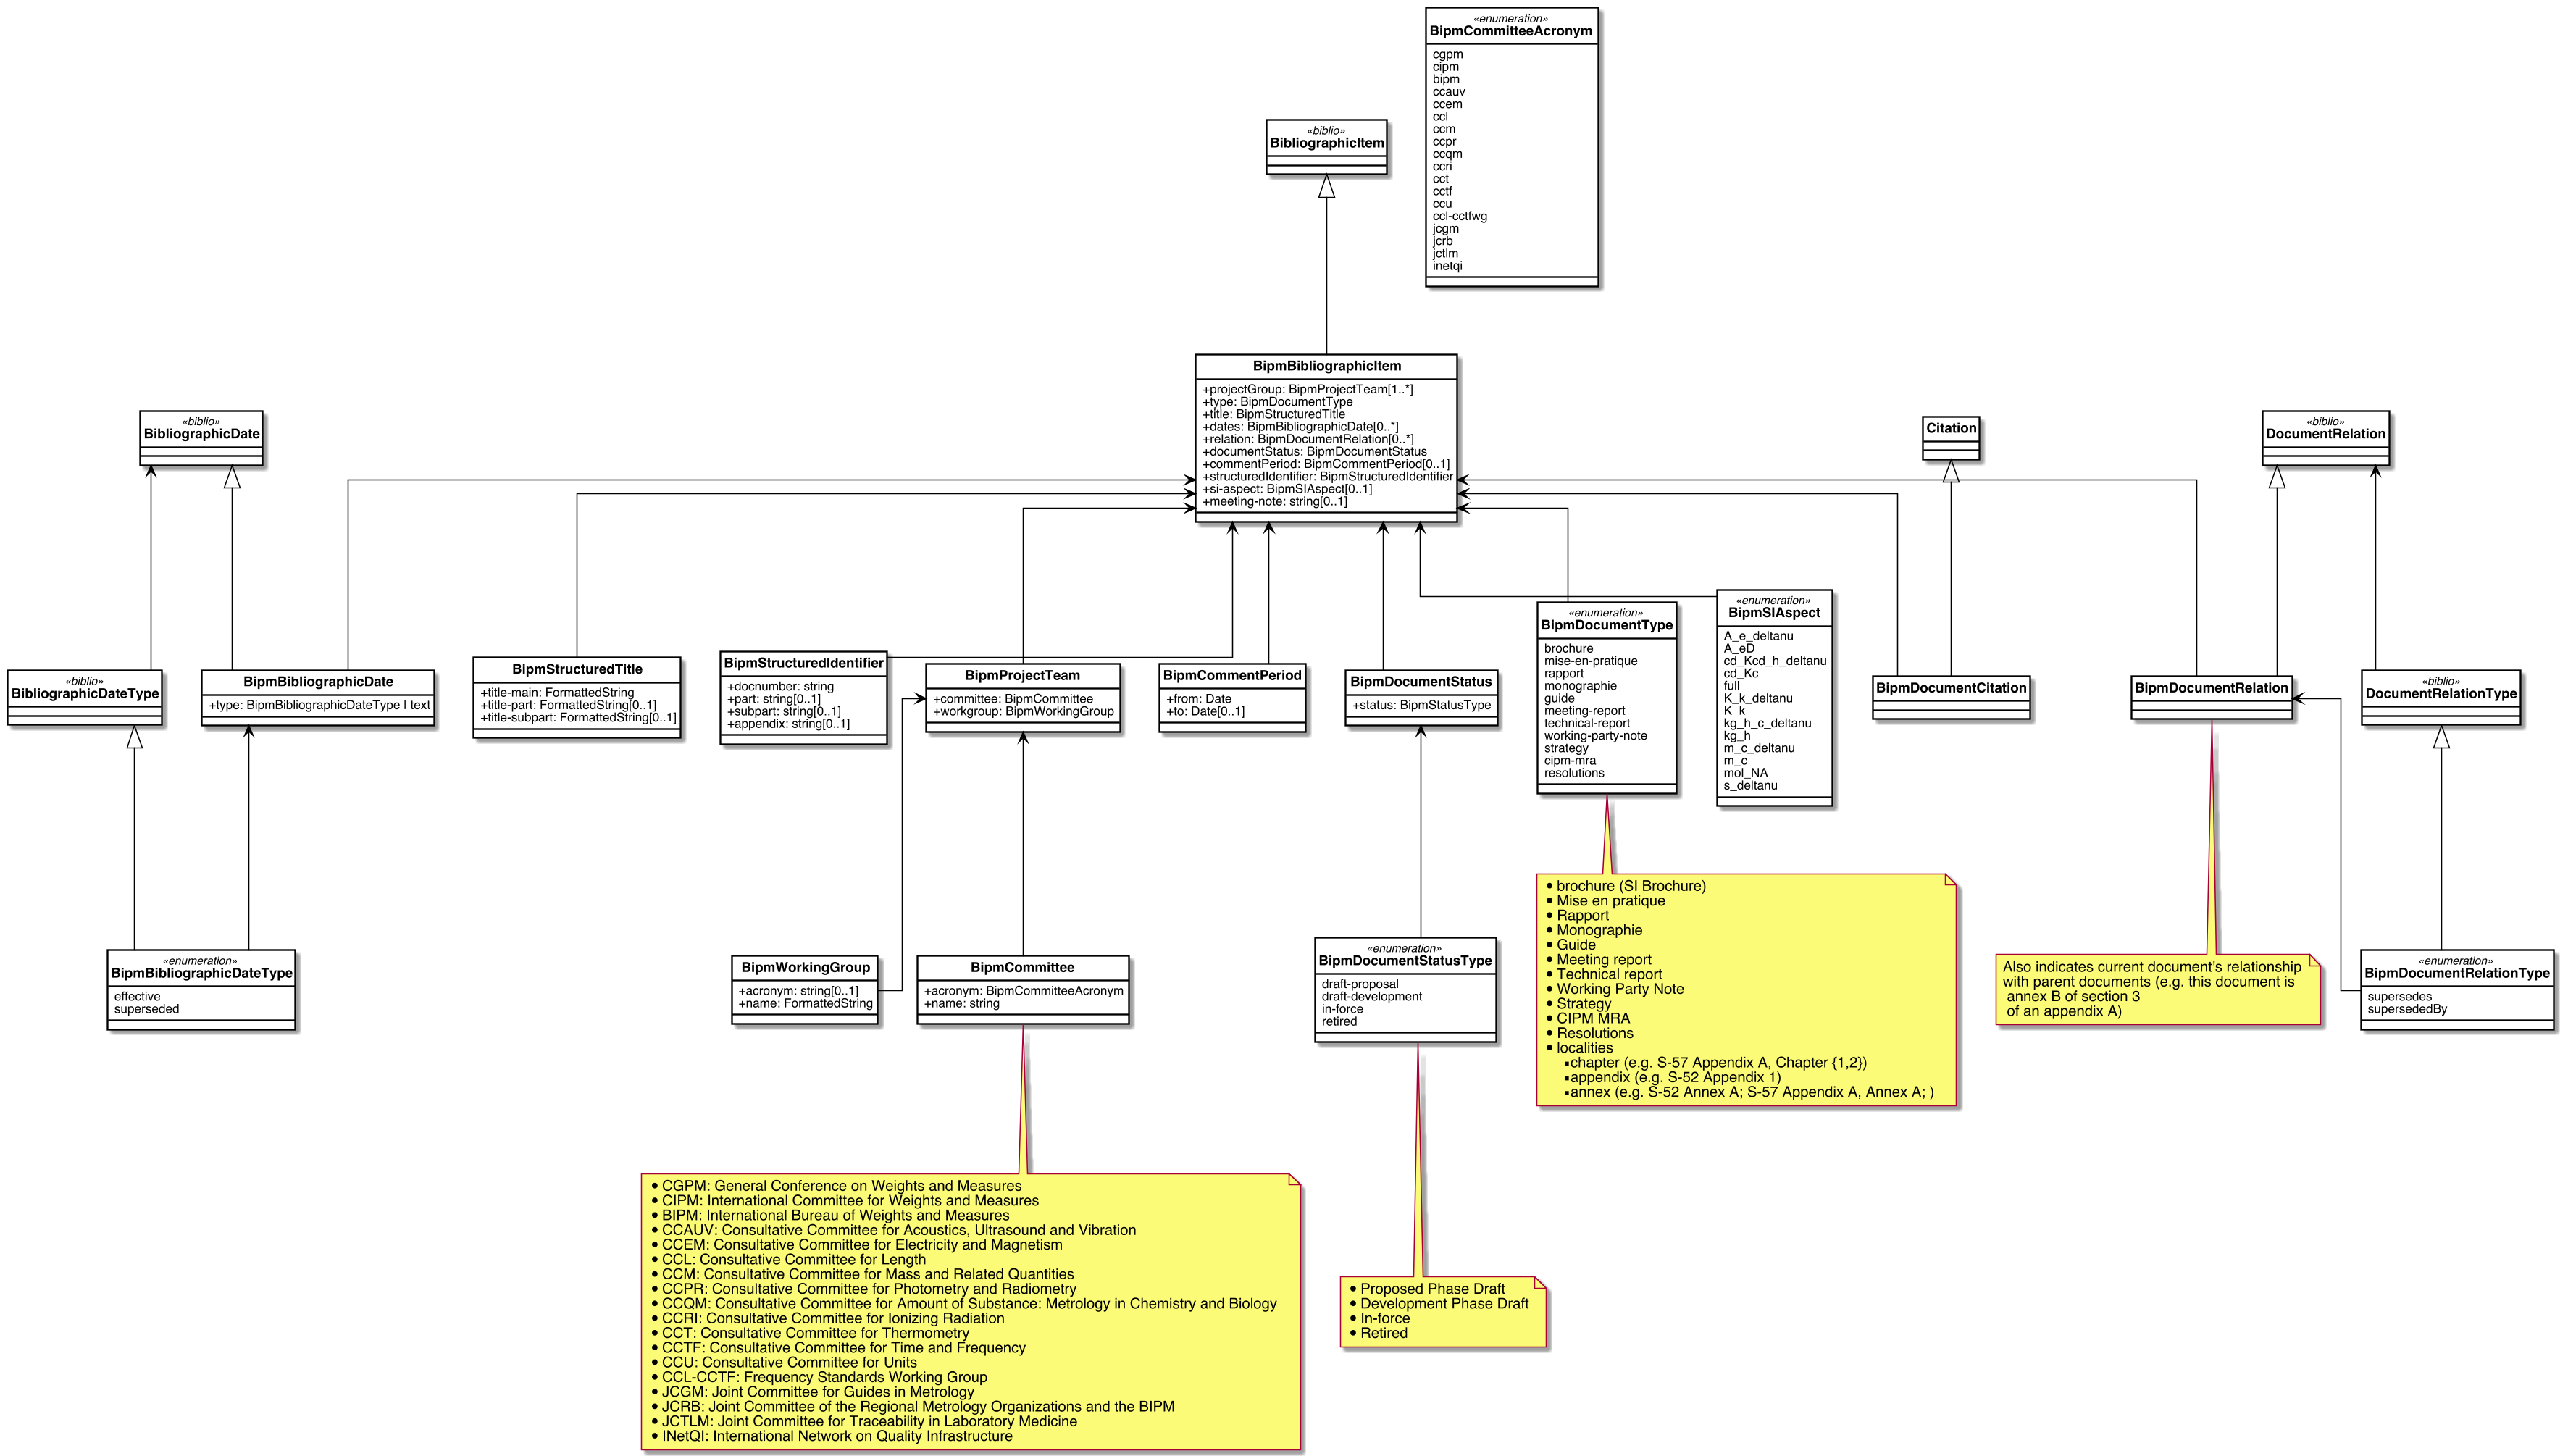 «enumeration»
BipmCommitteeAcronym
cgpm
cipm
bipm
ccauv
ccem
ccl
ccm
ccpr
ccqm
ccri
cct
cctf
ccu
ccl-cctfwg
jcgm
jcrb
jctlm
inetqi
«biblio»
BibliographicItem
BipmBibliographicItem
+projectGroup: BipmProjectTeam[1..*]
+type: BipmDocumentType
+title: BipmStructuredTitle
+dates: BipmBibliographicDate[0..*]
+relation: BipmDocumentRelation[0..*]
+documentStatus: BipmDocumentStatus
+commentPeriod: BipmCommentPeriod[0..1]
+structuredIdentifier: BipmStructuredIdentifier
+si-aspect: BipmSIAspect[0..1]
+meeting-note: string[0..1]
«biblio»
BibliographicDate
Citation
«biblio»
DocumentRelation
«biblio»
BibliographicDateType
BipmBibliographicDate
+type: BipmBibliographicDateType | text
BipmStructuredTitle
+title-main: FormattedString
+title-part: FormattedString[0..1]
+title-subpart: FormattedString[0..1]
BipmStructuredIdentifier
+docnumber: string
+part: string[0..1]
+subpart: string[0..1]
+appendix: string[0..1]
BipmProjectTeam
+committee: BipmCommittee
+workgroup: BipmWorkingGroup
BipmCommentPeriod
+from: Date
+to: Date[0..1]
BipmDocumentStatus
+status: BipmStatusType
«enumeration»
BipmDocumentType
brochure
mise-en-pratique
rapport
monographie
guide
meeting-report
technical-report
working-party-note
strategy
cipm-mra
resolutions
«enumeration»
BipmSIAspect
A_e_deltanu
A_eD
cd_Kcd_h_deltanu
cd_Kc
full
K_k_deltanu
K_k
kg_h_c_deltanu
kg_h
m_c_deltanu
m_c
mol_NA
s_deltanu
BipmDocumentCitation
BipmDocumentRelation
«biblio»
DocumentRelationType
«enumeration»
BipmBibliographicDateType
effective
superseded
BipmWorkingGroup
+acronym: string[0..1]
+name: FormattedString
BipmCommittee
+acronym: BipmCommitteeAcronym
+name: string
«enumeration»
BipmDocumentStatusType
draft-proposal
draft-development
in-force
retired
• brochure (SI Brochure)
• Mise en pratique
• Rapport
• Monographie
• Guide
• Meeting report
• Technical report
• Working Party Note
• Strategy
• CIPM MRA
• Resolutions
• localities
▪ chapter (e.g. S-57 Appendix A, Chapter {1,2})
▪ appendix (e.g. S-52 Appendix 1)
▪ annex (e.g. S-52 Annex A; S-57 Appendix A, Annex A; )
Also indicates current document's relationship
with parent documents (e.g. this document is
annex B of section 3
of an appendix A)
«enumeration»
BipmDocumentRelationType
supersedes
supersededBy
• CGPM: General Conference on Weights and Measures
• CIPM: International Committee for Weights and Measures
• BIPM: International Bureau of Weights and Measures
• CCAUV: Consultative Committee for Acoustics, Ultrasound and Vibration
• CCEM: Consultative Committee for Electricity and Magnetism
• CCL: Consultative Committee for Length
• CCM: Consultative Committee for Mass and Related Quantities
• CCPR: Consultative Committee for Photometry and Radiometry
• CCQM: Consultative Committee for Amount of Substance: Metrology in Chemistry and Biology
• CCRI: Consultative Committee for Ionizing Radiation
• CCT: Consultative Committee for Thermometry
• CCTF: Consultative Committee for Time and Frequency
• CCU: Consultative Committee for Units
• CCL-CCTF: Frequency Standards Working Group
• JCGM: Joint Committee for Guides in Metrology
• JCRB: Joint Committee of the Regional Metrology Organizations and the BIPM
• JCTLM: Joint Committee for Traceability in Laboratory Medicine
• INetQI: International Network on Quality Infrastructure
• Proposed Phase Draft
• Development Phase Draft
• In-force
• Retired